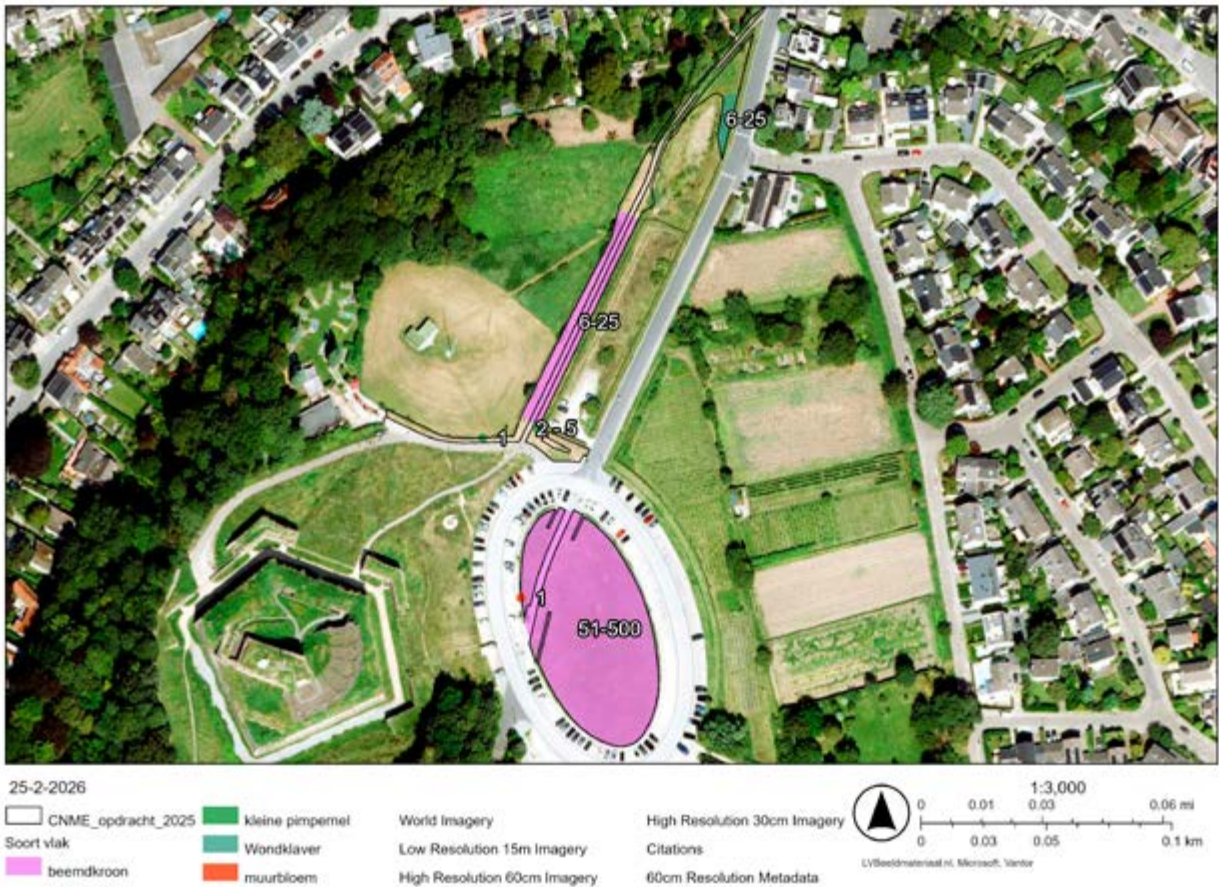 6-25
6-25
1
2 - 5
1
51-500
25-2-2026
1:3,000
CNME_opdracht_2025
kleine pimpernel
World Imagery
High Resolution 30cm Imagery
0 0.01 0.03 0.06 mi
Soort vlak
Wondklaver
Low Resolution 15m Imagery
Citations
0 0.03 0.05 0.1 km
beemdkroon
muurbloem
High Resolution 60cm Imagery
60cm Resolution Metadata
LVBeeldmateriaal.nl, Microsoft, Vantor